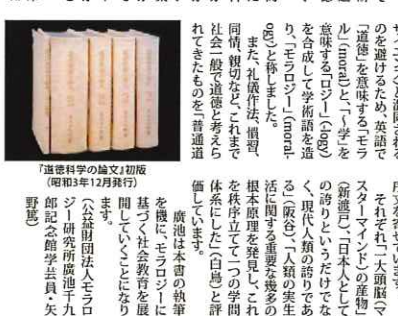 のを避けるため、英語で
「道徳」を意味する「モラ
ル」(moral)と、「～学」を
意味する「ロジー」(-logy)
を合成して学術語を造
り、「モラロジー」(moral-
ogy)と称しました。
また、礼儀作法、慣習、
同情、親切など、これまで
社会一般で道徳と考えら
れてきたものを「普通道
『道徳科学の論文』初版
(昭和3年12月発行)
序文を寄せています。
それぞれ「大頭脳(マ
スターマインド)の産物」
(新渡戸)、「日本人として
の誇りというだけでな
く、現代人類の誇りであ
る」(阪谷)、「人類の実生
活に関する重要な幾多の
根本原理を発見し、これ
を秩序立てて一つの学問
体系にした」(白鳥)と評
価しています。
廣池は本書の執筆
を機に、モラロジーに
基づく社会教育を展
開していくことになり
ます。
(公益財団法人モラロ
ジー研究所廣池千九
郎記念館学芸員・矢
野篤)